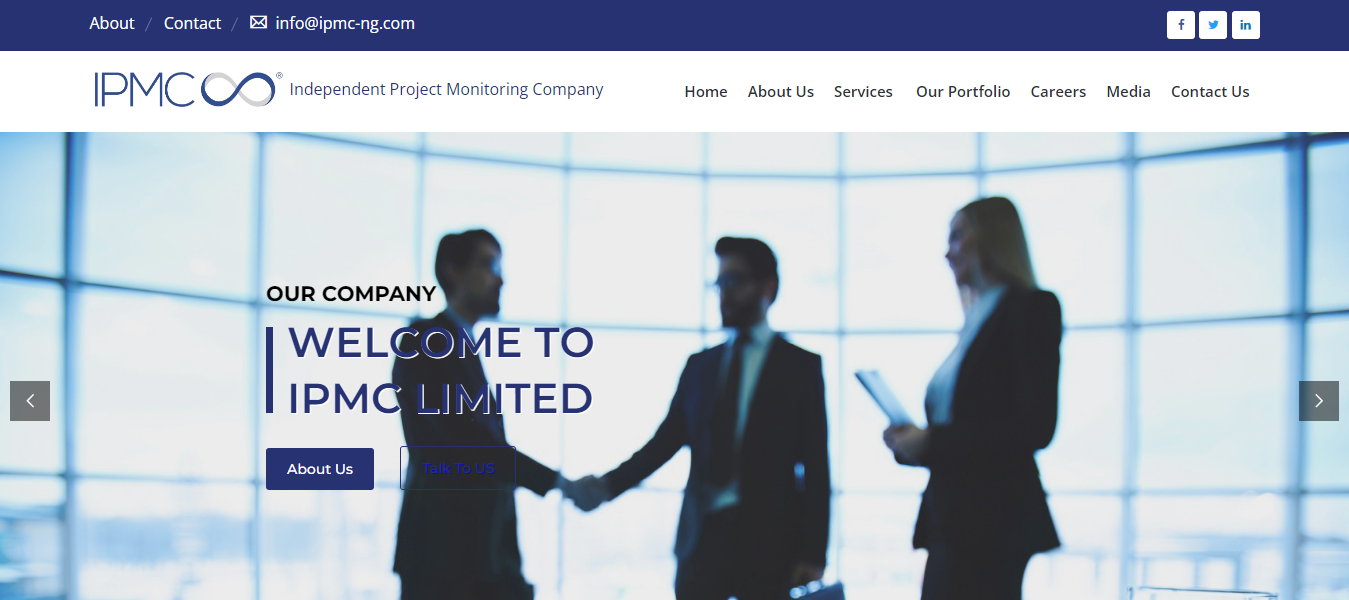 About / Contact / info@ipmc-ng.com
IPMC ® Independent Project Monitoring Company
Home About Us Services Our Portfolio Careers Media Contact Us
OUR COMPANY
WELCOME TO
IPMC LIMITED
About Us Talk To US